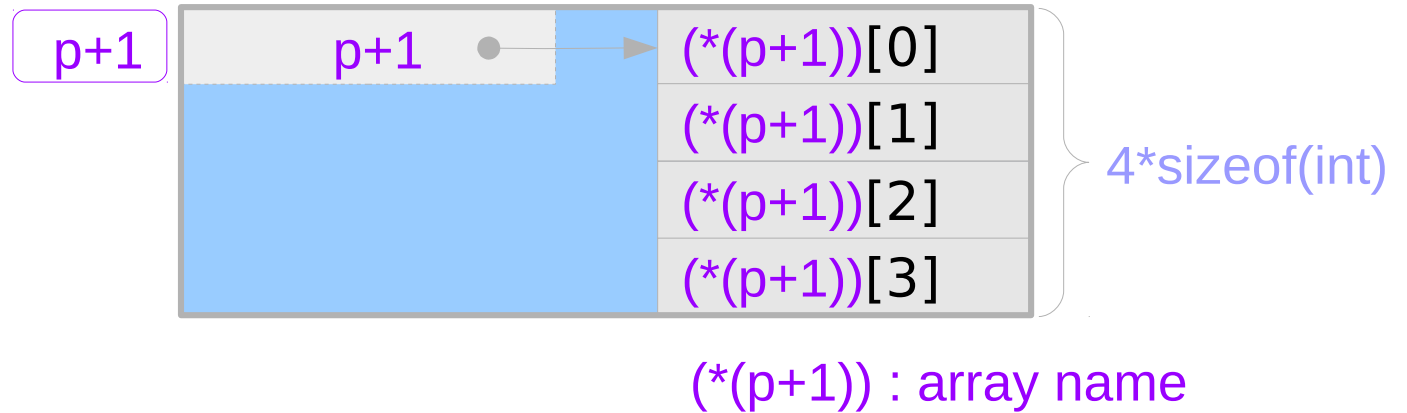 p+1
p+1
(*(p+1))[0]
(*(p+1))[1]
(*(p+1))[2]
(*(p+1))[3]
4*sizeof(int)
(*(p+1)) : array name